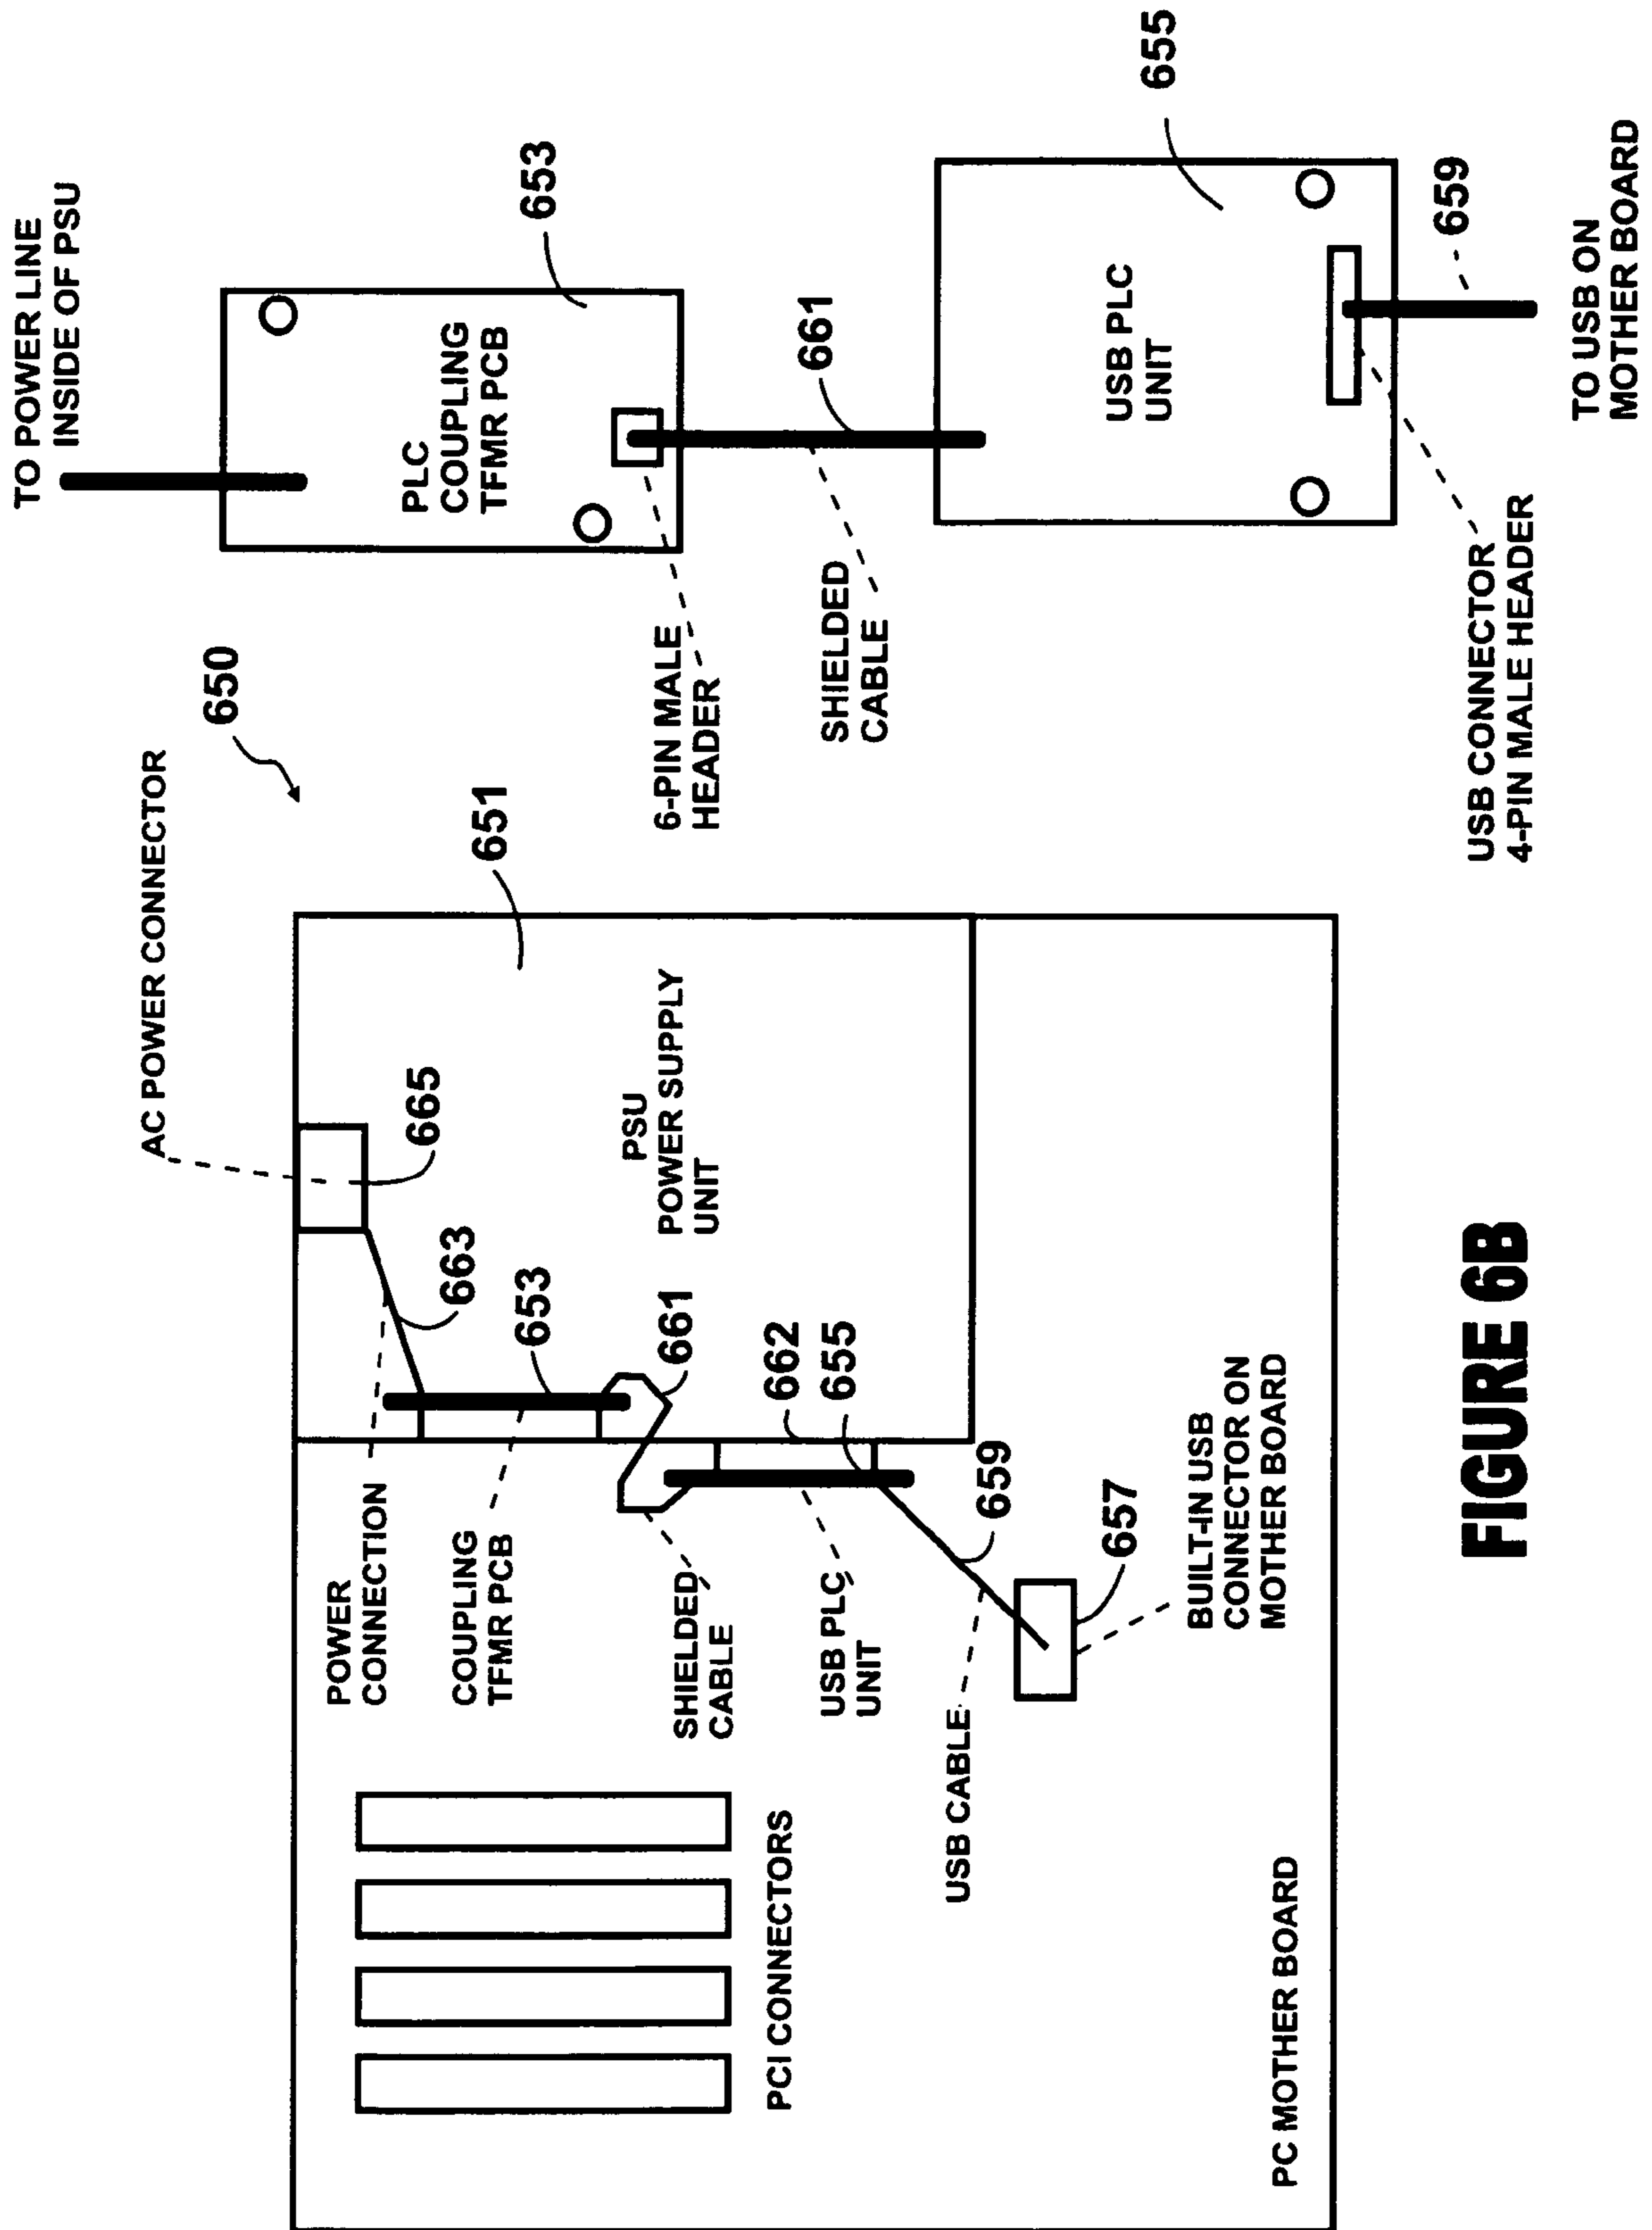 650
AC POWER CONNECTOR
665
651
663
653
661
662
655
659
657
PSU
POWER SUPPLY
UNIT
POWER
CONNECTION
COUPLING
TFMR PCB
SHIELDED
CABLE
USB PLC
UNIT
USB CABLE
BUILT-IN USB
CONNECTOR ON
MOTHER BOARD
PCI CONNECTORS
PC MOTHER BOARD
TO POWER LINE
INSIDE OF PSU
653
PLC
COUPLING
TFMR PCB
6-PIN MALE
HEADER
661
SHIELDED
CABLE
655
USB PLC
UNIT
659
USB CONNECTOR
4-PIN MALE HEADER
TO USB ON
MOTHER BOARD
FIGURE 6B